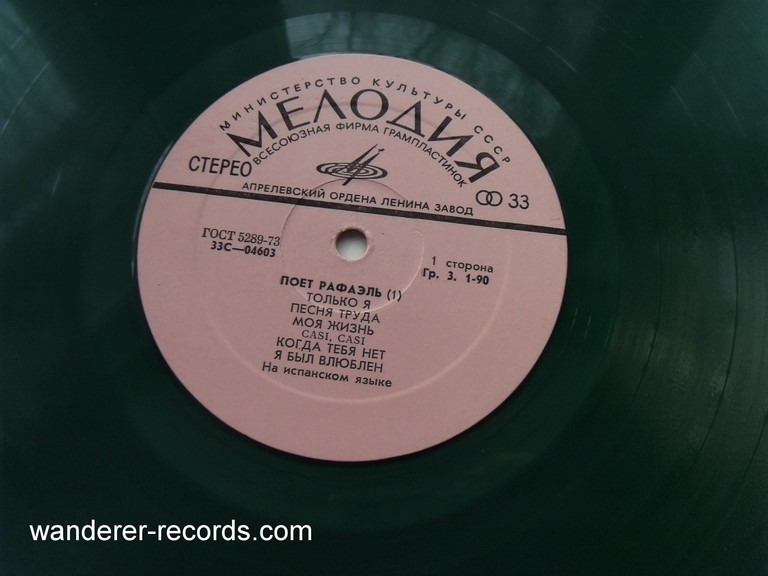 МИНИСТЕРСТВО КУЛЬТУРЫ СССР
МЕЛОДИЯ
ВСЕСОЮЗНАЯ ФИРМА ГРАМПЛАСТИНОК
СТЕРЕО
33
АПРЕЛЕВСКИЙ ОРДЕНА ЛЕНИНА ЗАВОД
ГОСТ 5289-73
33С—04603
1 сторона
Гр. 3. 1-90
ПОЕТ РАФАЭЛЬ (1)
ТОЛЬКО Я
ПЕСНЯ ТРУДА
МОЯ ЖИЗНЬ
CASI, CASI
КОГДА ТЕБЯ НЕТ
Я БЫЛ ВЛЮБЛЕН
На испанском языке
wanderer-records.com